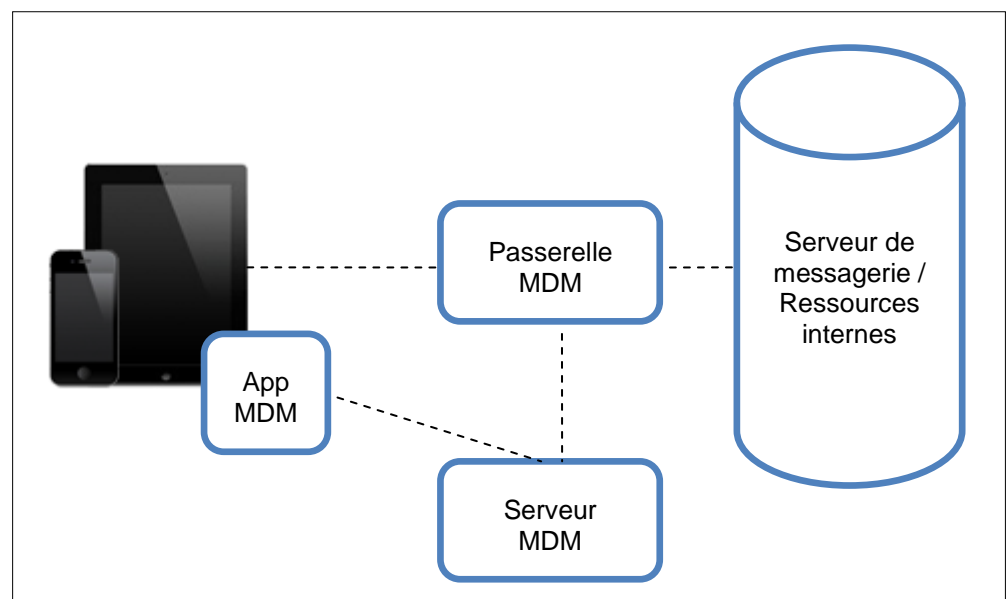 Passerelle
MDM
Serveur de
messagerie /
Ressources
internes
App
MDM
Serveur
MDM